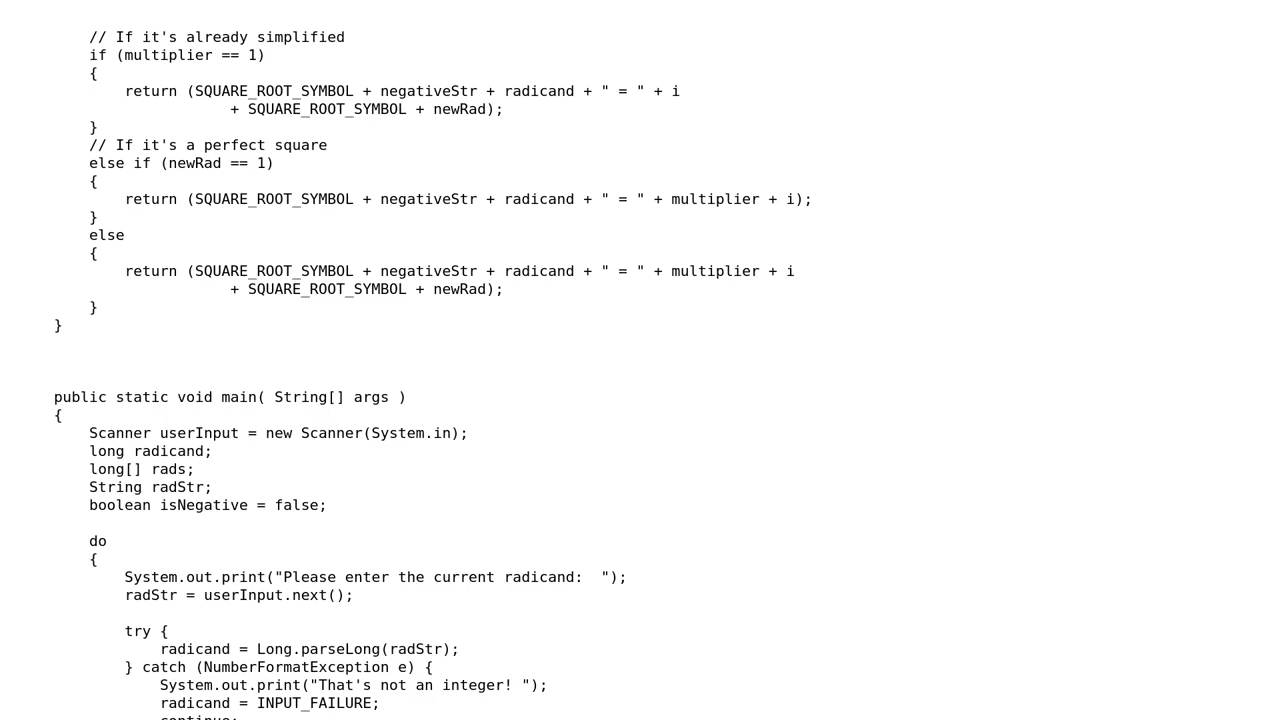 // If it's already simplified
if (multiplier == 1)
{
return (SQUARE_ROOT_SYMBOL + negativeStr + radicand + " = " + i
+ SQUARE_ROOT_SYMBOL + newRad);
}
// If it's a perfect square
else if (newRad == 1)
{
return (SQUARE_ROOT_SYMBOL + negativeStr + radicand + " = " + multiplier + i);
}
else
{
return (SQUARE_ROOT_SYMBOL + negativeStr + radicand + " = " + multiplier + i
+ SQUARE_ROOT_SYMBOL + newRad);
}
}
public static void main( String[] args )
{
Scanner userInput = new Scanner(System.in);
long radicand;
long[] rads;
String radStr;
boolean isNegative = false;
do
{
System.out.print("Please enter the current radicand:  ");
radStr = userInput.next();
try {
radicand = Long.parseLong(radStr);
} catch (NumberFormatException e) {
System.out.print("That's not an integer! ");
radicand = INPUT_FAILURE;
continue;